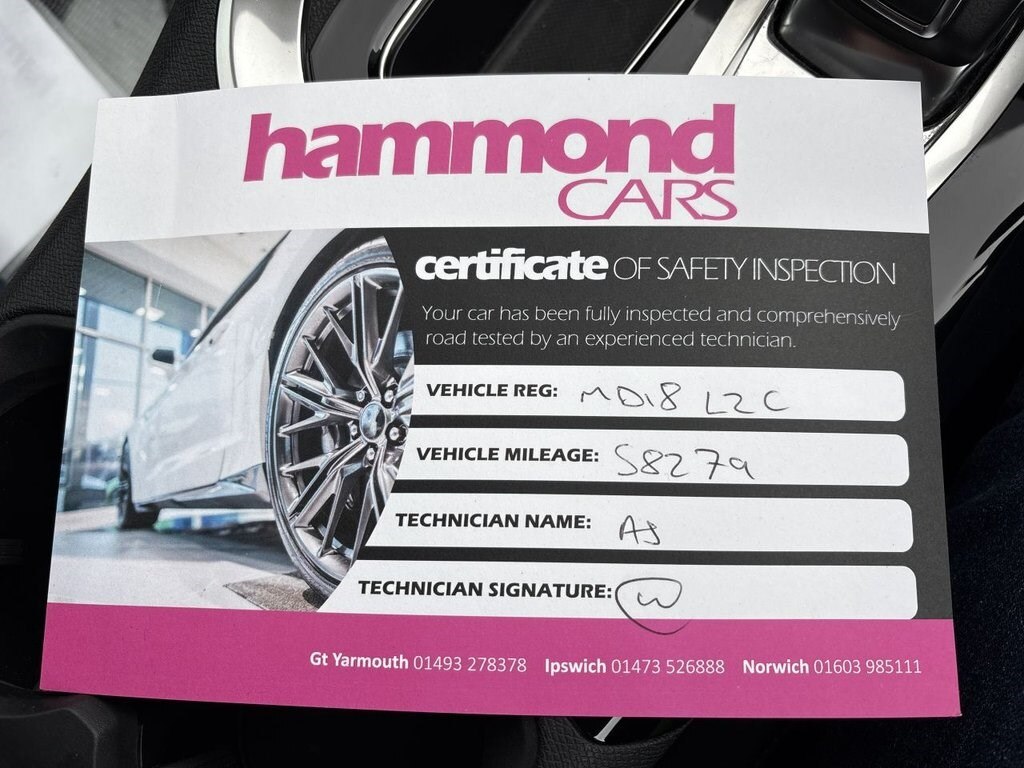 hammond
CARS
certificate OF SAFETY INSPECTION
Your car has been fully inspected and comprehensively
road tested by an experienced technician.
VEHICLE REG: MD18 LZC
VEHICLE MILEAGE: 58279
TECHNICIAN NAME: AJ
TECHNICIAN SIGNATURE:
Gt Yarmouth 01493 278378 Ipswich 01473 526888 Norwich 01603 985111